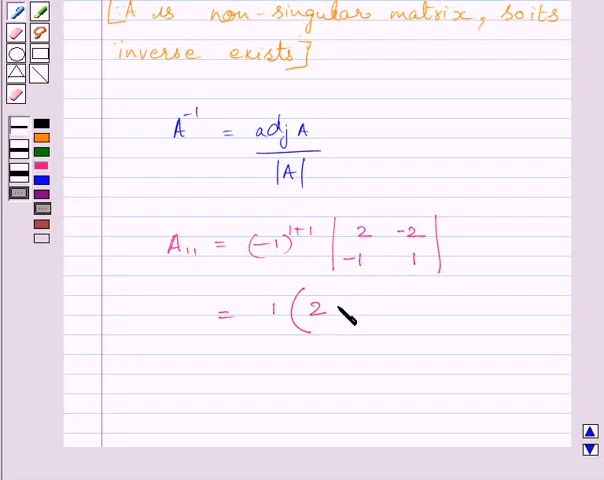 [∵ A is non-singular matrix, so its
inverse exists]
A⁻¹ = adj A / |A|
A₁₁ = (-1)¹⁺¹ | 2 -2
-1 1 |
= 1 ( 2